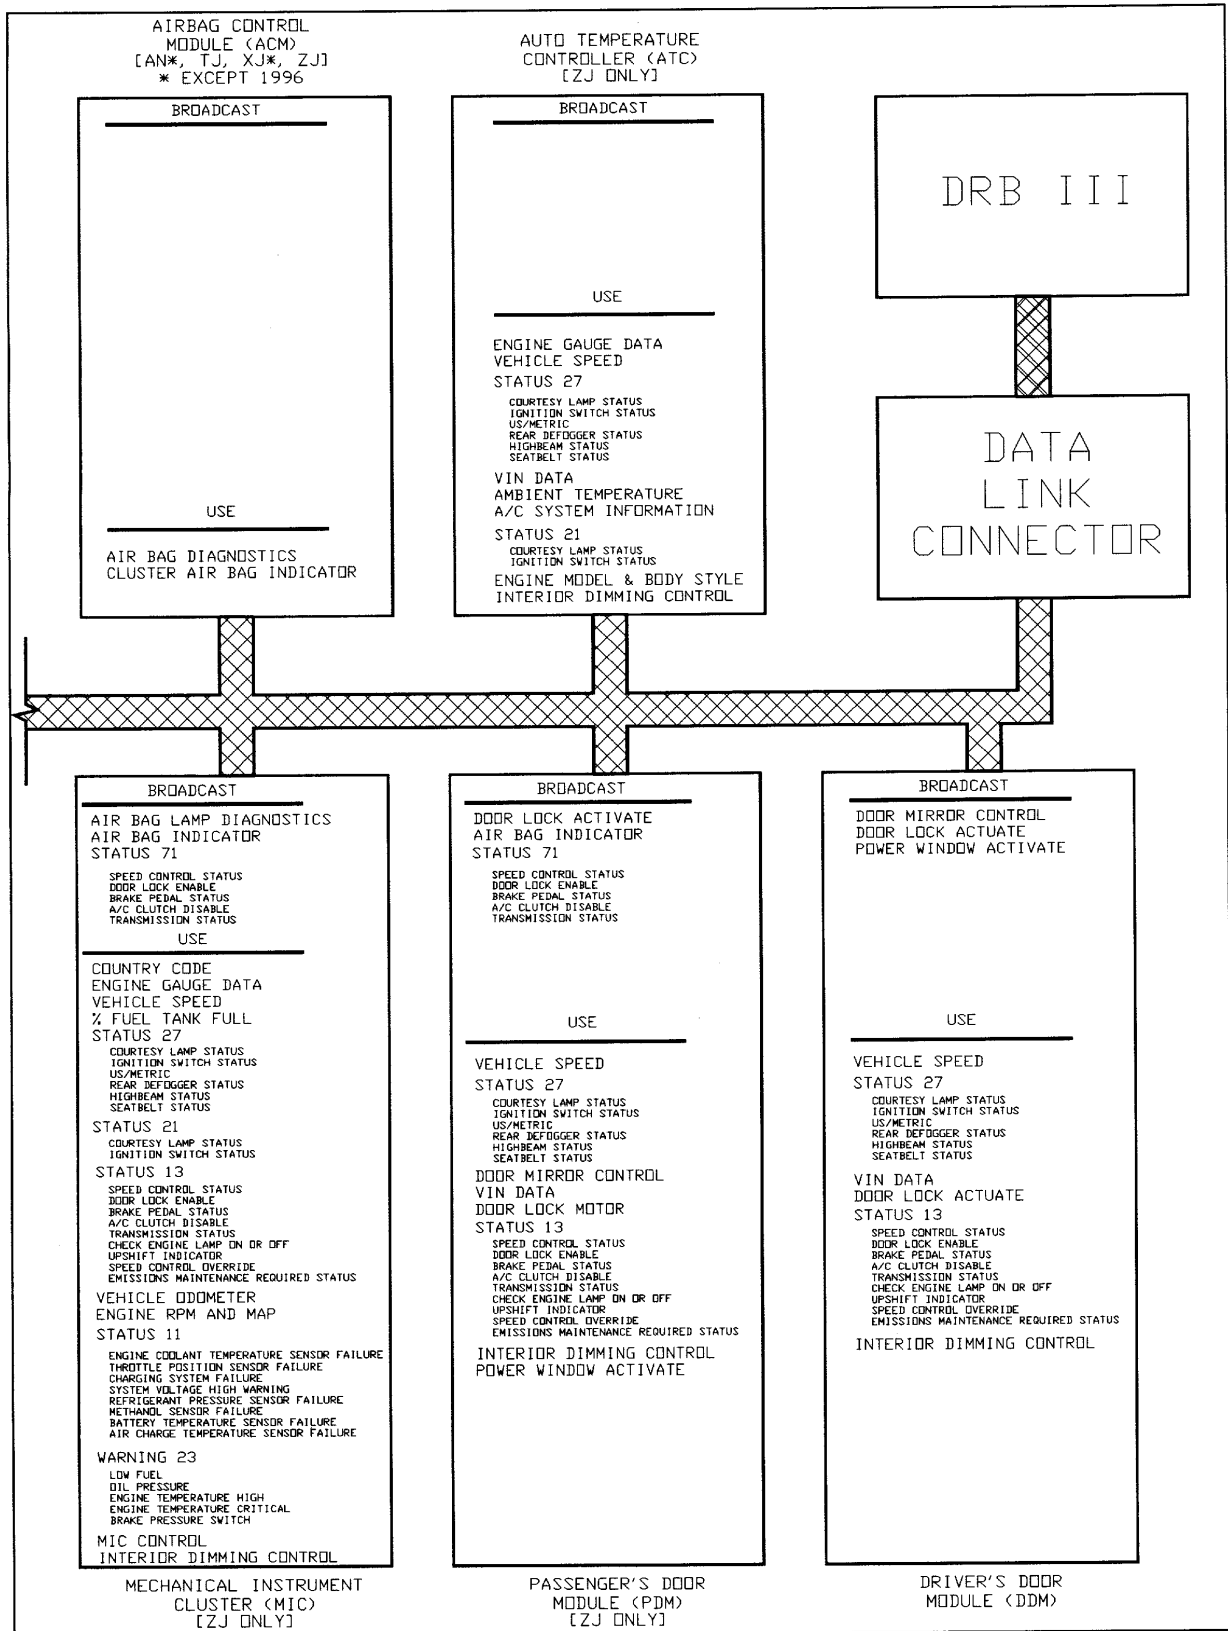 AIRBAG CONTROL
MODULE (ACM)
[AN*, TJ, XJ*, ZJ]
* EXCEPT 1996
BROADCAST
USE
AIR BAG DIAGNOSTICS
CLUSTER AIR BAG INDICATOR
AUTO TEMPERATURE
CONTROLLER (ATC)
[ZJ ONLY]
BROADCAST
USE
ENGINE GAUGE DATA
VEHICLE SPEED
STATUS 27
COURTESY LAMP STATUS
IGNITION SWITCH STATUS
US/METRIC
REAR DEFOGGER STATUS
HIGHBEAM STATUS
SEATBELT STATUS
VIN DATA
AMBIENT TEMPERATURE
A/C SYSTEM INFORMATION
STATUS 21
COURTESY LAMP STATUS
IGNITION SWITCH STATUS
ENGINE MODEL & BODY STYLE
INTERIOR DIMMING CONTROL
DRB III
DATA
LINK
CONNECTOR
BROADCAST
AIR BAG LAMP DIAGNOSTICS
AIR BAG INDICATOR
STATUS 71
SPEED CONTROL STATUS
DOOR LOCK ENABLE
BRAKE PEDAL STATUS
A/C CLUTCH DISABLE
TRANSMISSION STATUS
USE
COUNTRY CODE
ENGINE GAUGE DATA
VEHICLE SPEED
% FUEL TANK FULL
STATUS 27
COURTESY LAMP STATUS
IGNITION SWITCH STATUS
US/METRIC
REAR DEFOGGER STATUS
HIGHBEAM STATUS
SEATBELT STATUS
STATUS 21
COURTESY LAMP STATUS
IGNITION SWITCH STATUS
STATUS 13
SPEED CONTROL STATUS
DOOR LOCK ENABLE
BRAKE PEDAL STATUS
A/C CLUTCH DISABLE
TRANSMISSION STATUS
CHECK ENGINE LAMP ON OR OFF
UPSHIFT INDICATOR
SPEED CONTROL OVERRIDE
EMISSIONS MAINTENANCE REQUIRED STATUS
VEHICLE ODOMETER
ENGINE RPM AND MAP
STATUS 11
ENGINE COOLANT TEMPERATURE SENSOR FAILURE
THROTTLE POSITION SENSOR FAILURE
CHARGING SYSTEM FAILURE
SYSTEM VOLTAGE HIGH WARNING
REFRIGERANT PRESSURE SENSOR FAILURE
METHANOL SENSOR FAILURE
BATTERY TEMPERATURE SENSOR FAILURE
AIR CHARGE TEMPERATURE SENSOR FAILURE
WARNING 23
LOW FUEL
OIL PRESSURE
ENGINE TEMPERATURE HIGH
ENGINE TEMPERATURE CRITICAL
BRAKE PRESSURE SWITCH
MIC CONTROL
INTERIOR DIMMING CONTROL
MECHANICAL INSTRUMENT
CLUSTER (MIC)
[ZJ ONLY]
BROADCAST
DOOR LOCK ACTIVATE
AIR BAG INDICATOR
STATUS 71
SPEED CONTROL STATUS
DOOR LOCK ENABLE
BRAKE PEDAL STATUS
A/C CLUTCH DISABLE
TRANSMISSION STATUS
USE
VEHICLE SPEED
STATUS 27
COURTESY LAMP STATUS
IGNITION SWITCH STATUS
US/METRIC
REAR DEFOGGER STATUS
HIGHBEAM STATUS
SEATBELT STATUS
DOOR MIRROR CONTROL
VIN DATA
DOOR LOCK MOTOR
STATUS 13
SPEED CONTROL STATUS
DOOR LOCK ENABLE
BRAKE PEDAL STATUS
A/C CLUTCH DISABLE
TRANSMISSION STATUS
CHECK ENGINE LAMP ON OR OFF
UPSHIFT INDICATOR
SPEED CONTROL OVERRIDE
EMISSIONS MAINTENANCE REQUIRED STATUS
INTERIOR DIMMING CONTROL
POWER WINDOW ACTIVATE
PASSENGER'S DOOR
MODULE (PDM)
[ZJ ONLY]
BROADCAST
DOOR MIRROR CONTROL
DOOR LOCK ACTUATE
POWER WINDOW ACTIVATE
USE
VEHICLE SPEED
STATUS 27
COURTESY LAMP STATUS
IGNITION SWITCH STATUS
US/METRIC
REAR DEFOGGER STATUS
HIGHBEAM STATUS
SEATBELT STATUS
VIN DATA
DOOR LOCK ACTUATE
STATUS 13
SPEED CONTROL STATUS
DOOR LOCK ENABLE
BRAKE PEDAL STATUS
A/C CLUTCH DISABLE
TRANSMISSION STATUS
CHECK ENGINE LAMP ON OR OFF
UPSHIFT INDICATOR
SPEED CONTROL OVERRIDE
EMISSIONS MAINTENANCE REQUIRED STATUS
INTERIOR DIMMING CONTROL
DRIVER'S DOOR
MODULE (DDM)